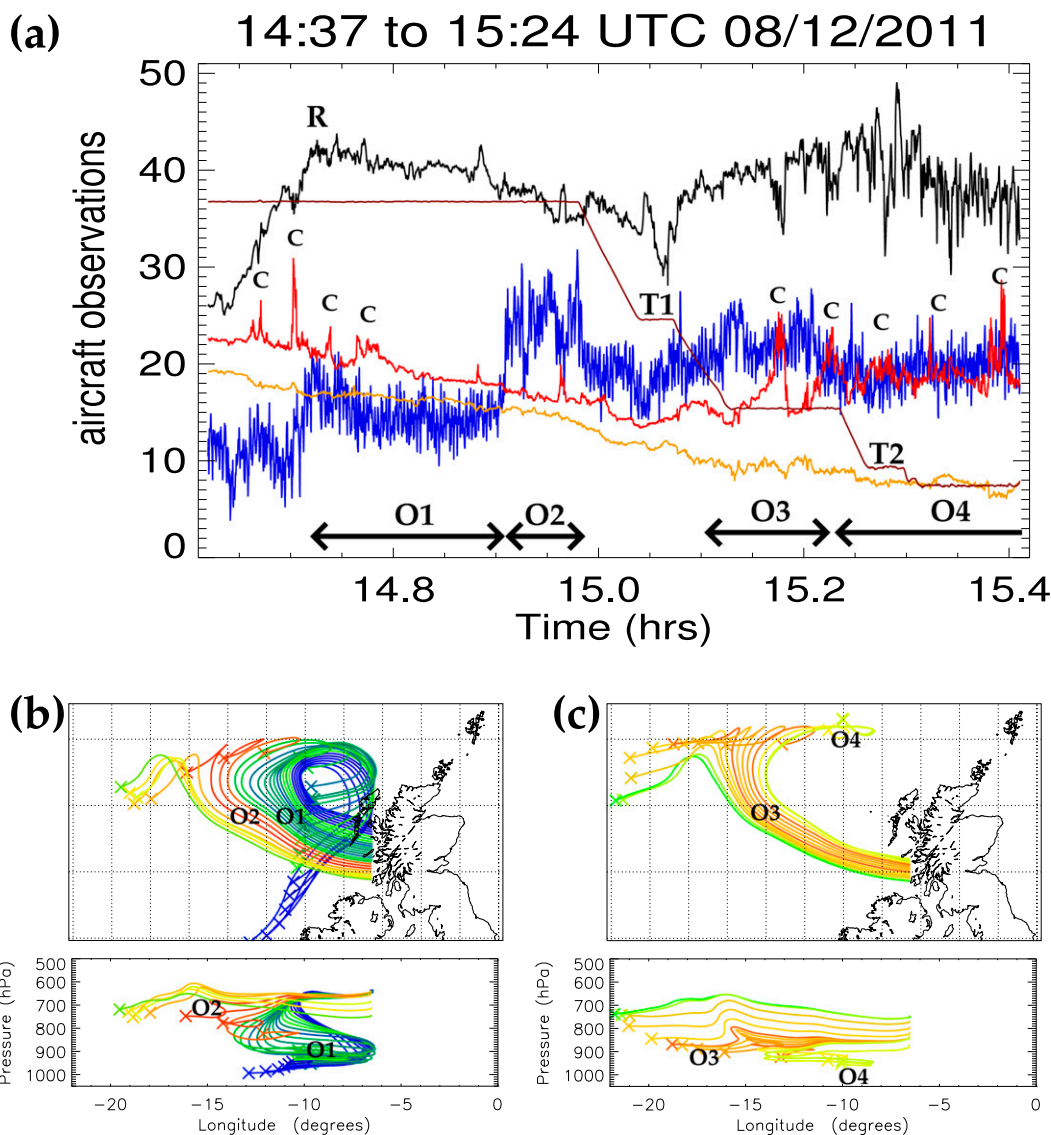 (a)
14:37 to 15:24 UTC 08/12/2011
aircraft observations
50
40
30
20
10
0
R
C
C
C
C
T1
C
C
C
C
C
T2
O1
O2
O3
O4
14.8
15.0
15.2
15.4
Time (hrs)
(b)
O2
O1
(c)
O4
O3
Pressure (hPa)
500
600
700
800
900
1000
O2
O1
−20
−15
−10
−5
0
Longitude (degrees)
Pressure (hPa)
500
600
700
800
900
1000
O3
O4
−20
−15
−10
−5
0
Longitude (degrees)